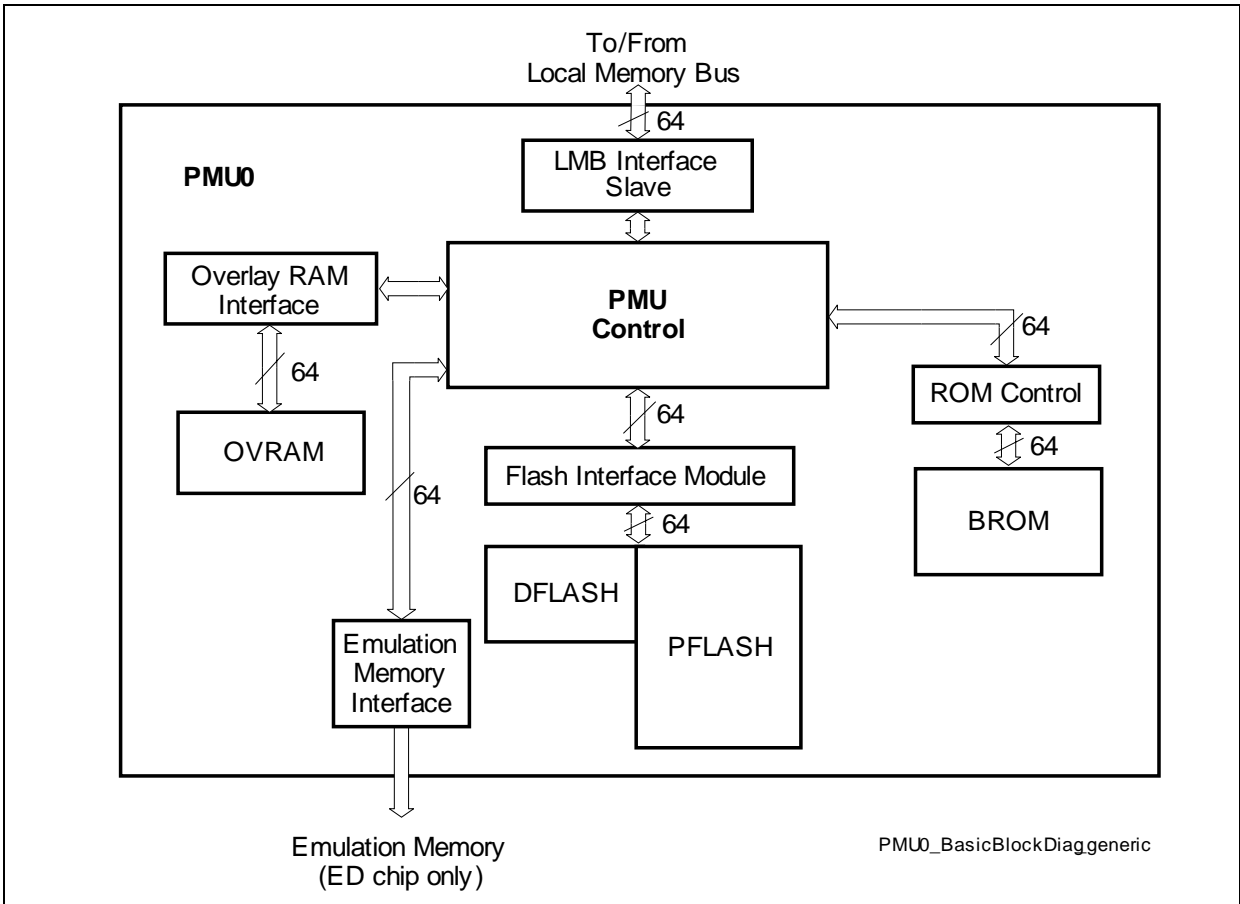 To/From
Local Memory Bus
64
LMB Interface
Slave
PMU0
Overlay RAM
Interface
PMU
Control
64
64
ROM Control
64
OVRAM
64
Flash Interface Module
64
BROM
64
DFLASH
PFLASH
Emulation
Memory
Interface
Emulation Memory
(ED chip only)
PMU0_BasicBlockDiag.generic